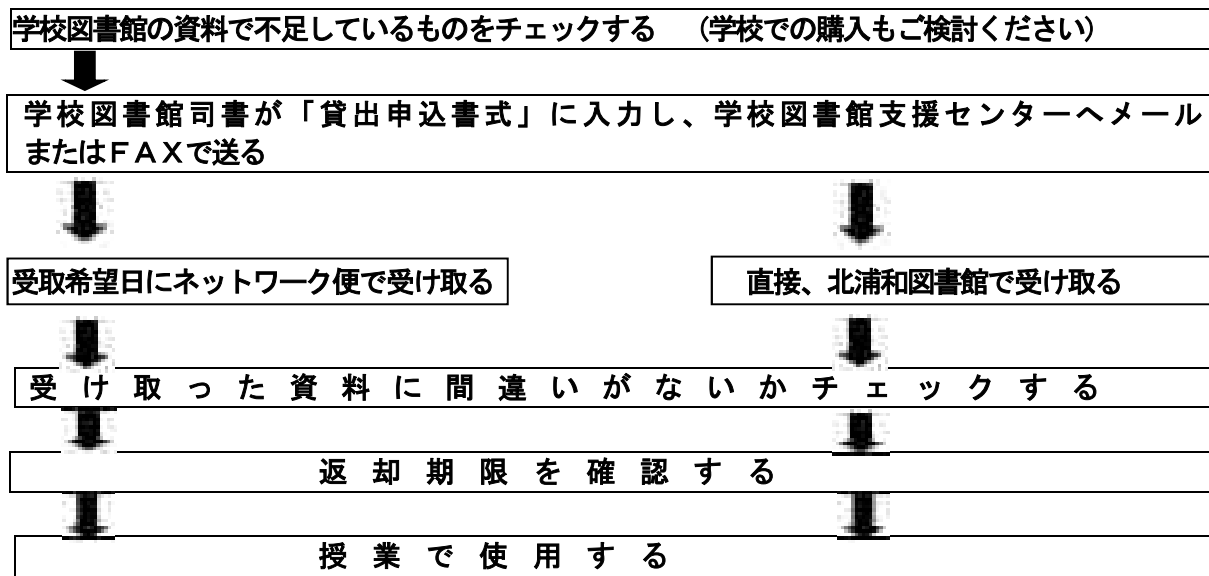 学校図書館の資料で不足しているものをチェックする　（学校での購入もご検討ください）
学校図書館司書が「貸出申込書式」に入力し、学校図書館支援センターへメール
またはＦＡＸで送る
受取希望日にネットワーク便で受け取る
直接、北浦和図書館で受け取る
受け取った資料に間違いがないかチェックする
返却期限を確認する
授業で使用する